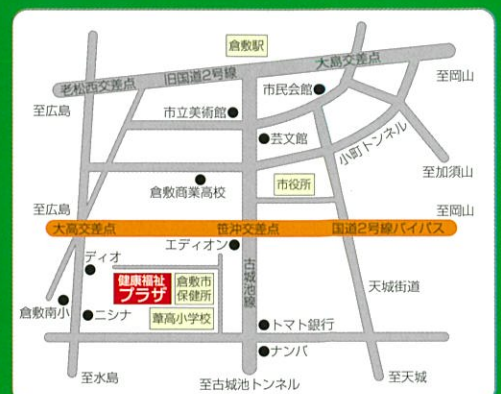 倉敷駅
大島交差点
旧国道2号線
老松西交差点
至岡山
至広島
市民会館
市立美術館
芸文館
小町トンネル
至加須山
倉敷商業高校
市役所
至広島
至岡山
大高交差点
笹沖交差点
国道2号線バイパス
エディオン
ディオ
古城池線
健康福祉
プラザ
倉敷市
保健所
天城街道
倉敷南小
ニシナ
葦高小学校
トマト銀行
ナンバ
至水島
至古城池トンネル
至天城